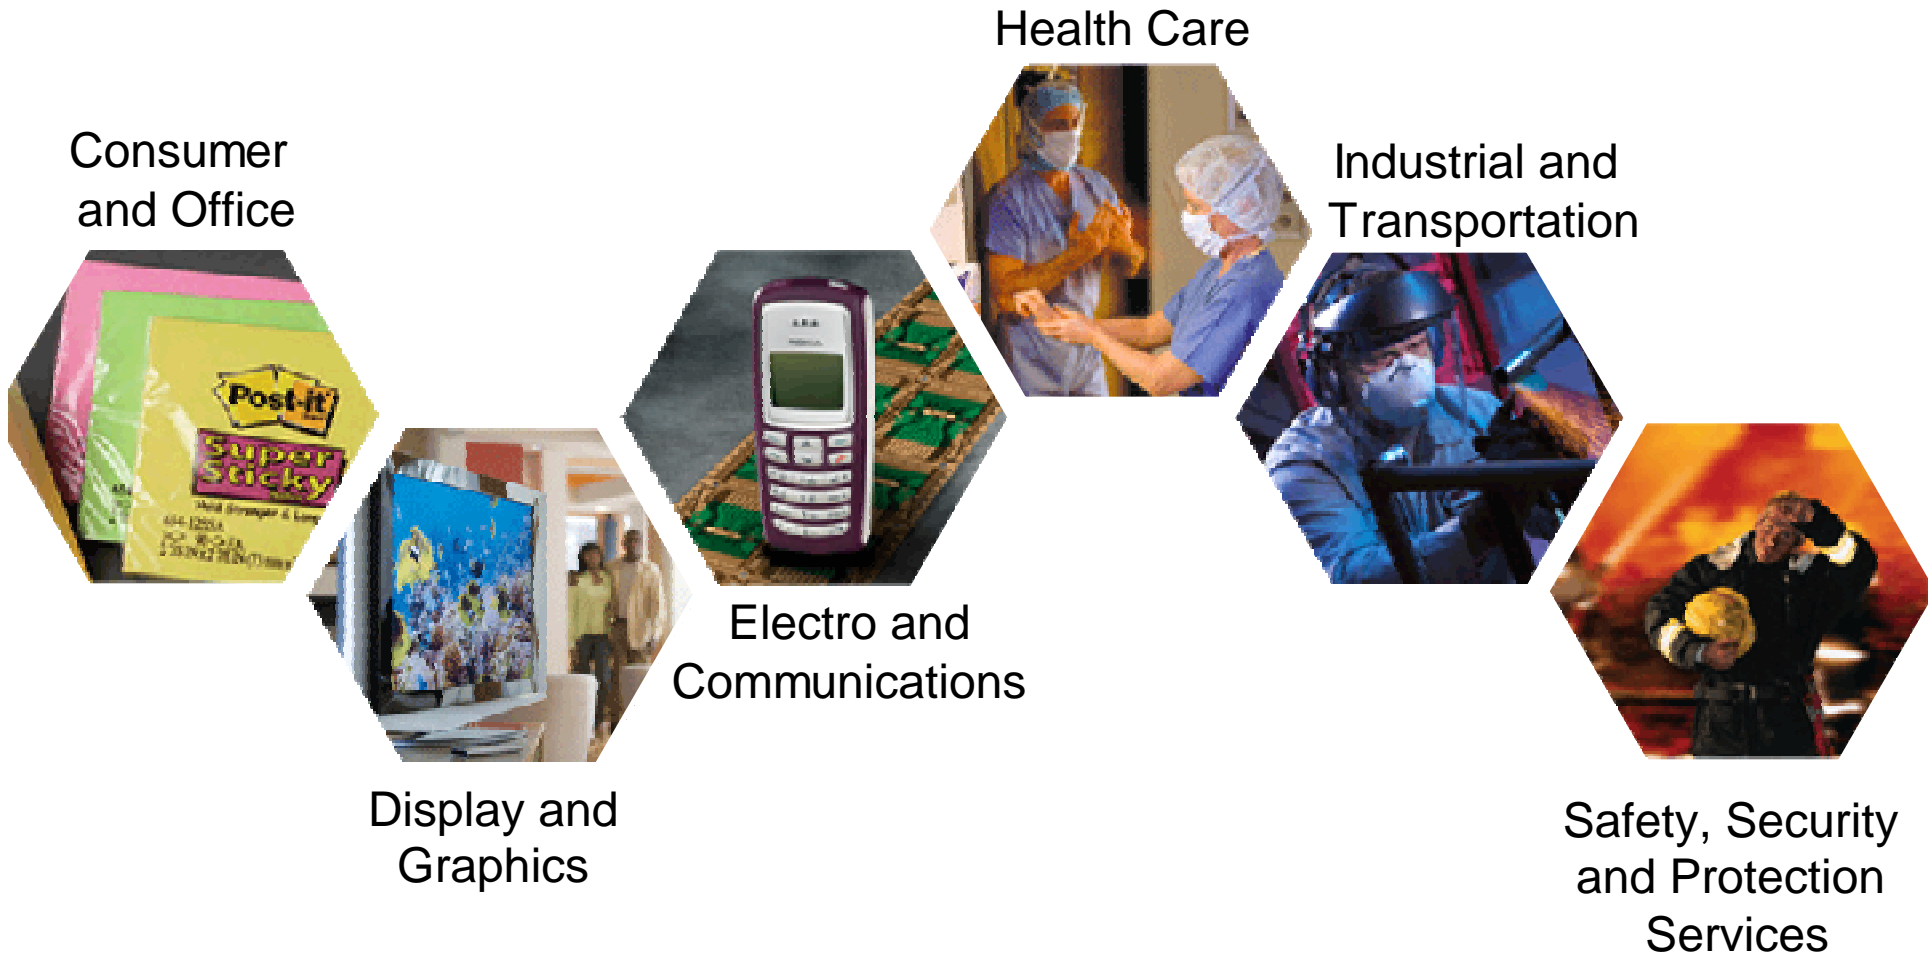 Health Care
Consumer
and Office
Industrial and
Transportation
Post-it
Super
Sticky
Electro and
Communications
Display and
Graphics
Safety, Security
and Protection
Services